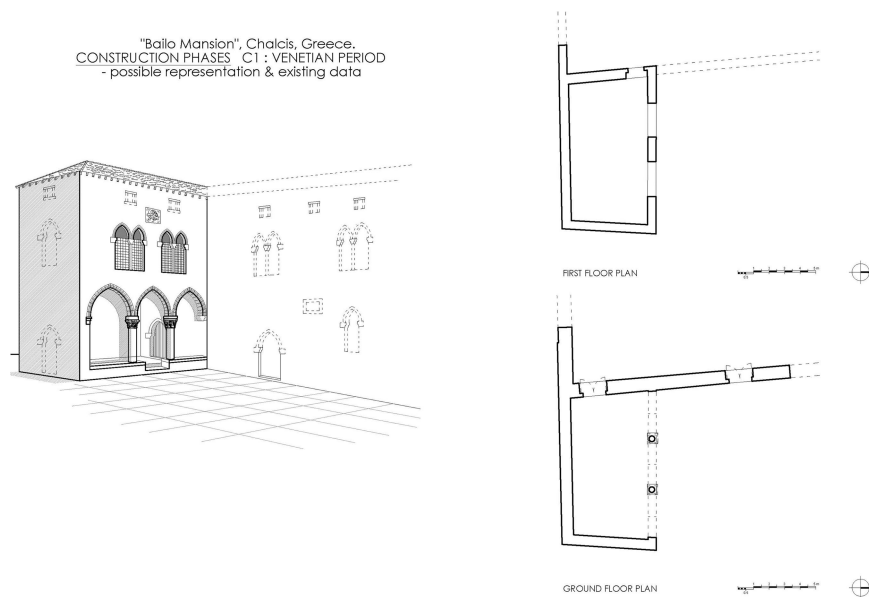 "Bailo Mansion", Chalcis, Greece.
CONSTRUCTION PHASES C1 : VENETIAN PERIOD
- possible representation & existing data
FIRST FLOOR PLAN
GROUND FLOOR PLAN